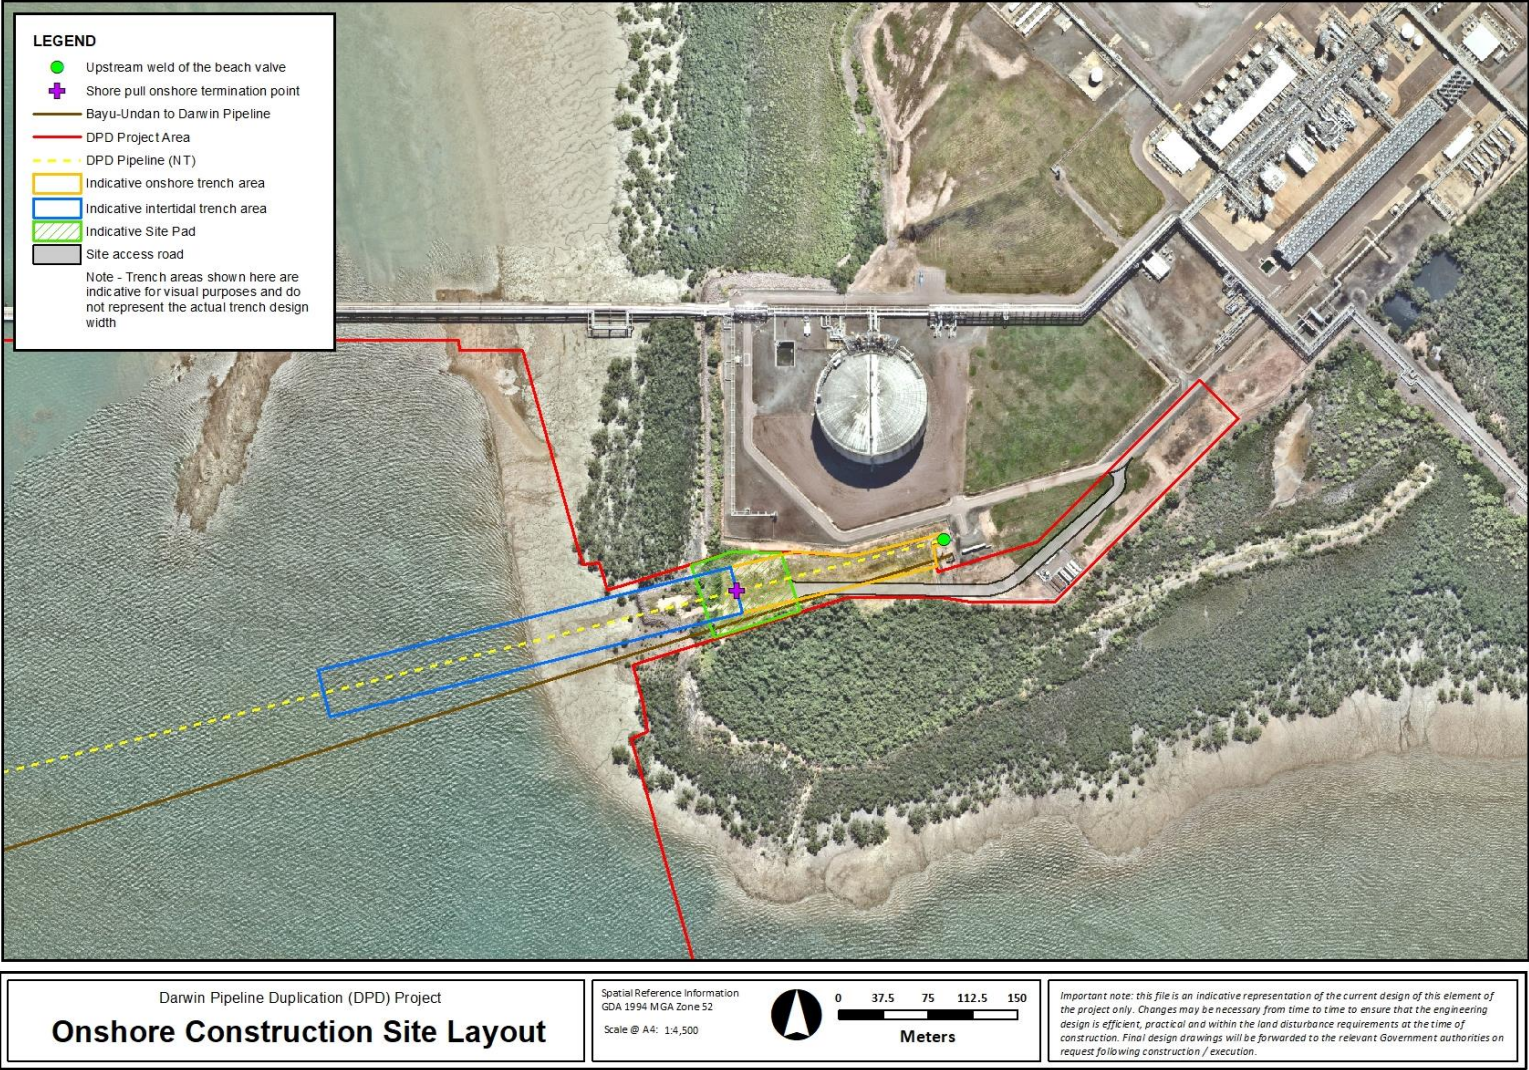 LEGEND
Upstream weld of the beach valve
Shore pull onshore termination point
Bayu-Undan to Darwin Pipeline
DPD Project Area
DPD Pipeline (NT)
Indicative onshore trench area
Indicative intertidal trench area
Indicative Site Pad
Site access road
Note - Trench areas shown here are
indicative for visual purposes and do
not represent the actual trench design
width
Darwin Pipeline Duplication (DPD) Project
Onshore Construction Site Layout
Spatial Reference Information
GDA 1994 MGA Zone 52
Scale @ A4: 1:4,500
0 37.5 75 112.5 150
Meters
Important note: this file is an indicative representation of the current design of this element of
the project only. Changes may be necessary from time to time to ensure that the engineering
design is efficient, practical and within the land disturbance requirements at the time of
construction. Final design drawings will be forwarded to the relevant Government authorities on
request following construction / execution.